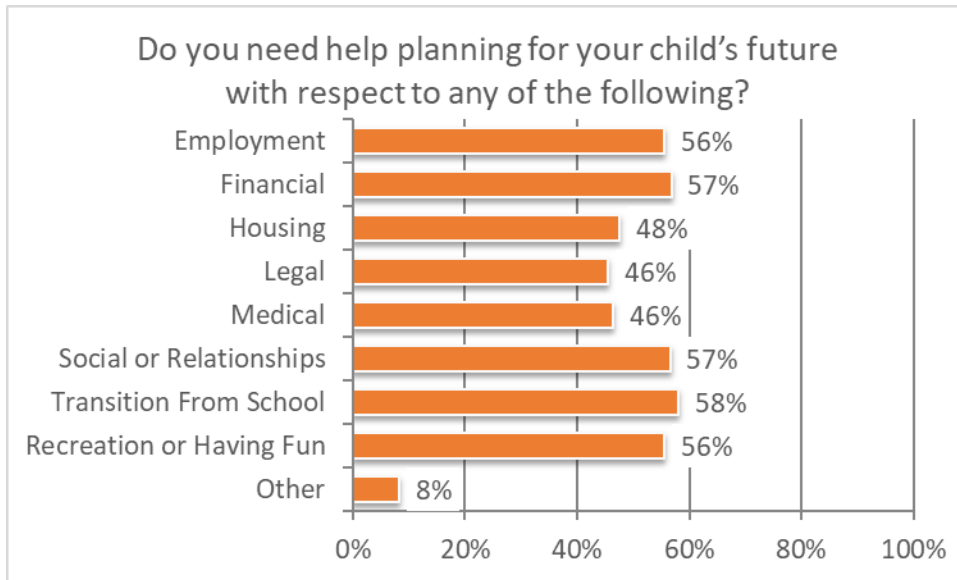 Do you need help planning for your child’s future
with respect to any of the following?
Employment 56%
Financial 57%
Housing 48%
Legal 46%
Medical 46%
Social or Relationships 57%
Transition From School 58%
Recreation or Having Fun 56%
Other 8%
0% 20% 40% 60% 80% 100%